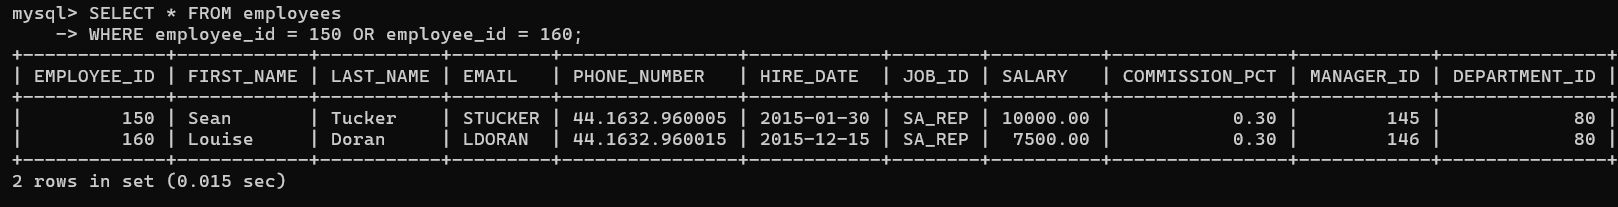 mysql> SELECT * FROM employees
    -> WHERE employee_id = 150 OR employee_id = 160;
+-------------+------------+-----------+---------+----------------+------------+--------+----------+----------------+------------+---------------+
| EMPLOYEE_ID | FIRST_NAME | LAST_NAME | EMAIL   | PHONE_NUMBER   | HIRE_DATE  | JOB_ID | SALARY   | COMMISSION_PCT | MANAGER_ID | DEPARTMENT_ID |
+-------------+------------+-----------+---------+----------------+------------+--------+----------+----------------+------------+---------------+
|         150 | Sean       | Tucker    | STUCKER | 44.1632.960005 | 2015-01-30 | SA_REP | 10000.00 |           0.30 |        145 |            80 |
|         160 | Louise     | Doran     | LDORAN  | 44.1632.960015 | 2015-12-15 | SA_REP |  7500.00 |           0.30 |        146 |            80 |
+-------------+------------+-----------+---------+----------------+------------+--------+----------+----------------+------------+---------------+
2 rows in set (0.015 sec)